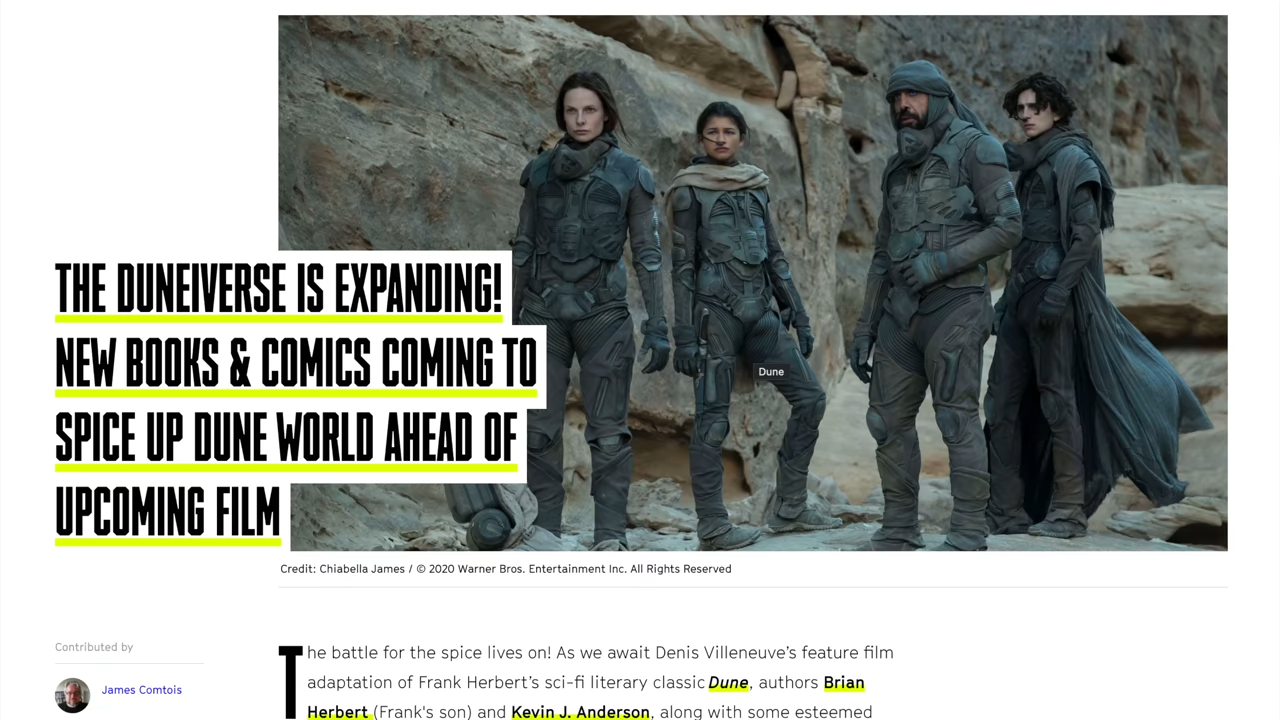 THE DUNEIVERSE IS EXPANDING!
NEW BOOKS & COMICS COMING TO
SPICE UP DUNE WORLD AHEAD OF
UPCOMING FILM
Dune
Credit: Chiabella James / © 2020 Warner Bros. Entertainment Inc. All Rights Reserved
Contributed by
James Comtois
The battle for the spice lives on! As we await Denis Villeneuve’s feature film
adaptation of Frank Herbert’s sci-fi literary classic Dune, authors Brian
Herbert (Frank's son) and Kevin J. Anderson, along with some esteemed